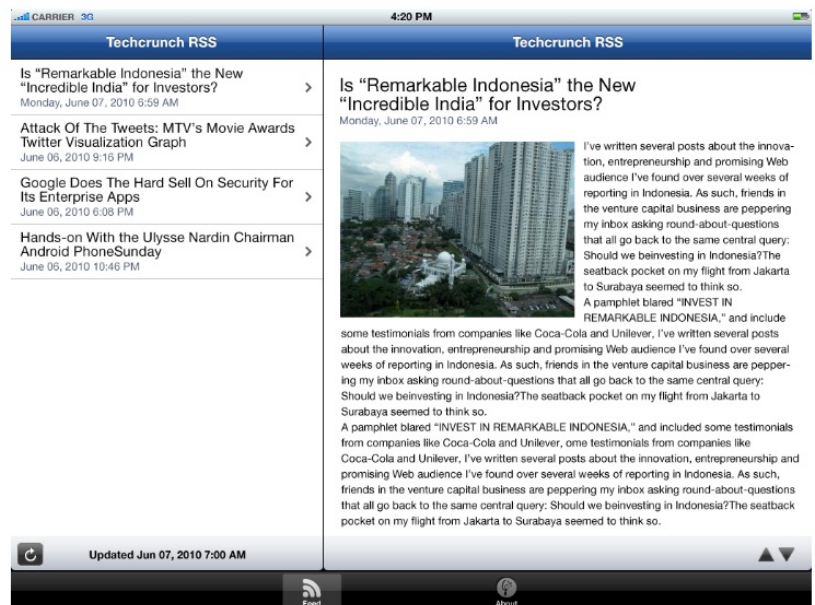 CARRIER 3G
4:20 PM
Techcrunch RSS
Is “Remarkable Indonesia” the New
“Incredible India” for Investors?
Monday, June 07, 2010 6:59 AM
Attack Of The Tweets: MTV’s Movie Awards
Twitter Visualization Graph
June 06, 2010 9:16 PM
Google Does The Hard Sell On Security For
Its Enterprise Apps
June 06, 2010 6:08 PM
Hands-on With the Ulysse Nardin Chairman
Android PhoneSunday
June 06, 2010 10:46 PM
Updated Jun 07, 2010 7:00 AM
Techcrunch RSS
Is “Remarkable Indonesia” the New
“Incredible India” for Investors?
Monday, June 07, 2010 6:59 AM
I’ve written several posts about the innova-
tion, entrepreneurship and promising Web
audience I’ve found over several weeks of
reporting in Indonesia. As such, friends in
the venture capital business are peppering
my inbox asking round-about-questions
that all go back to the same central query:
Should we beinvesting in Indonesia?The
seatback pocket on my flight from Jakarta
to Surabaya seemed to think so.
A pamphlet blared “INVEST IN
REMARKABLE INDONESIA,” and include
some testimonials from companies like Coca-Cola and Unilever, I’ve written several posts
about the innovation, entrepreneurship and promising Web audience I’ve found over several
weeks of reporting in Indonesia. As such, friends in the venture capital business are pepper-
ing my inbox asking round-about-questions that all go back to the same central query:
Should we beinvesting in Indonesia?The seatback pocket on my flight from Jakarta to
Surabaya seemed to think so.
A pamphlet blared “INVEST IN REMARKABLE INDONESIA,” and included some testimonials
from companies like Coca-Cola and Unilever, ome testimonials from companies like
Coca-Cola and Unilever, I’ve written several posts about the innovation, entrepreneurship and
promising Web audience I’ve found over several weeks of reporting in Indonesia. As such,
friends in the venture capital business are peppering my inbox asking round-about-questions
that all go back to the same central query: Should we beinvesting in Indonesia?The seatback
pocket on my flight from Jakarta to Surabaya seemed to think so.
Feed
About